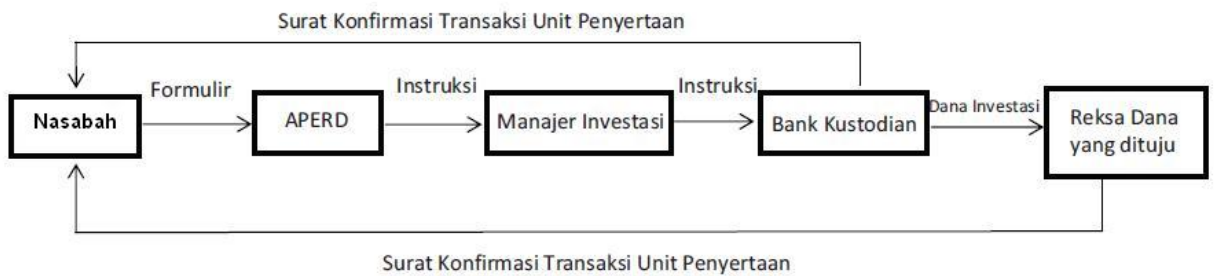 Surat Konfirmasi Transaksi Unit Penyertaan
Formulir
Instruksi
Instruksi
Dana Investasi
Nasabah
APERD
Manajer Investasi
Bank Kustodian
Reksa Dana
yang dituju
Surat Konfirmasi Transaksi Unit Penyertaan